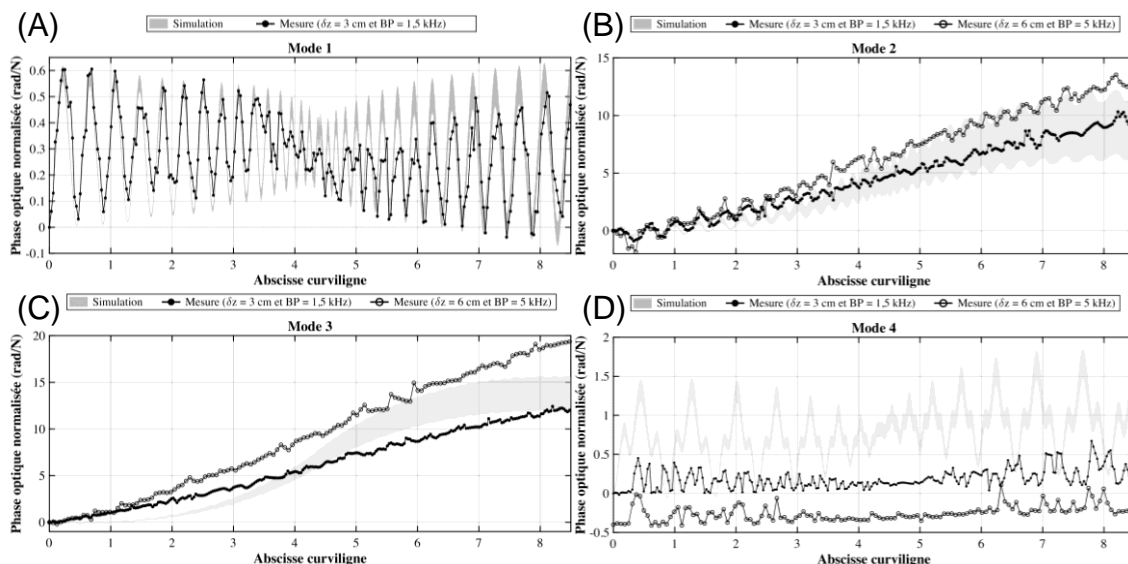 (A)
Simulation Mesure (δz = 3 cm et BP = 1,5 kHz)
Mode 1
Phase optique normalisée (rad/N)
0.6
0.5
0.4
0.3
0.2
0.1
0
-0.1
0 1 2 3 4 5 6 7 8
Abscisse curviligne
(B)
Simulation Mesure (δz = 3 cm et BP = 1,5 kHz) Mesure (δz = 6 cm et BP = 5 kHz)
Mode 2
Phase optique normalisée (rad/N)
15
10
5
0
0 1 2 3 4 5 6 7 8
Abscisse curviligne
(C)
Simulation Mesure (δz = 3 cm et BP = 1,5 kHz) Mesure (δz = 6 cm et BP = 5 kHz)
Mode 3
Phase optique normalisée (rad/N)
20
15
10
5
0
0 1 2 3 4 5 6 7 8
Abscisse curviligne
(D)
Simulation Mesure (δz = 3 cm et BP = 1,5 kHz) Mesure (δz = 6 cm et BP = 5 kHz)
Mode 4
Phase optique normalisée (rad/N)
2
1.5
1
0.5
0
-0.5
0 1 2 3 4 5 6 7 8
Abscisse curviligne